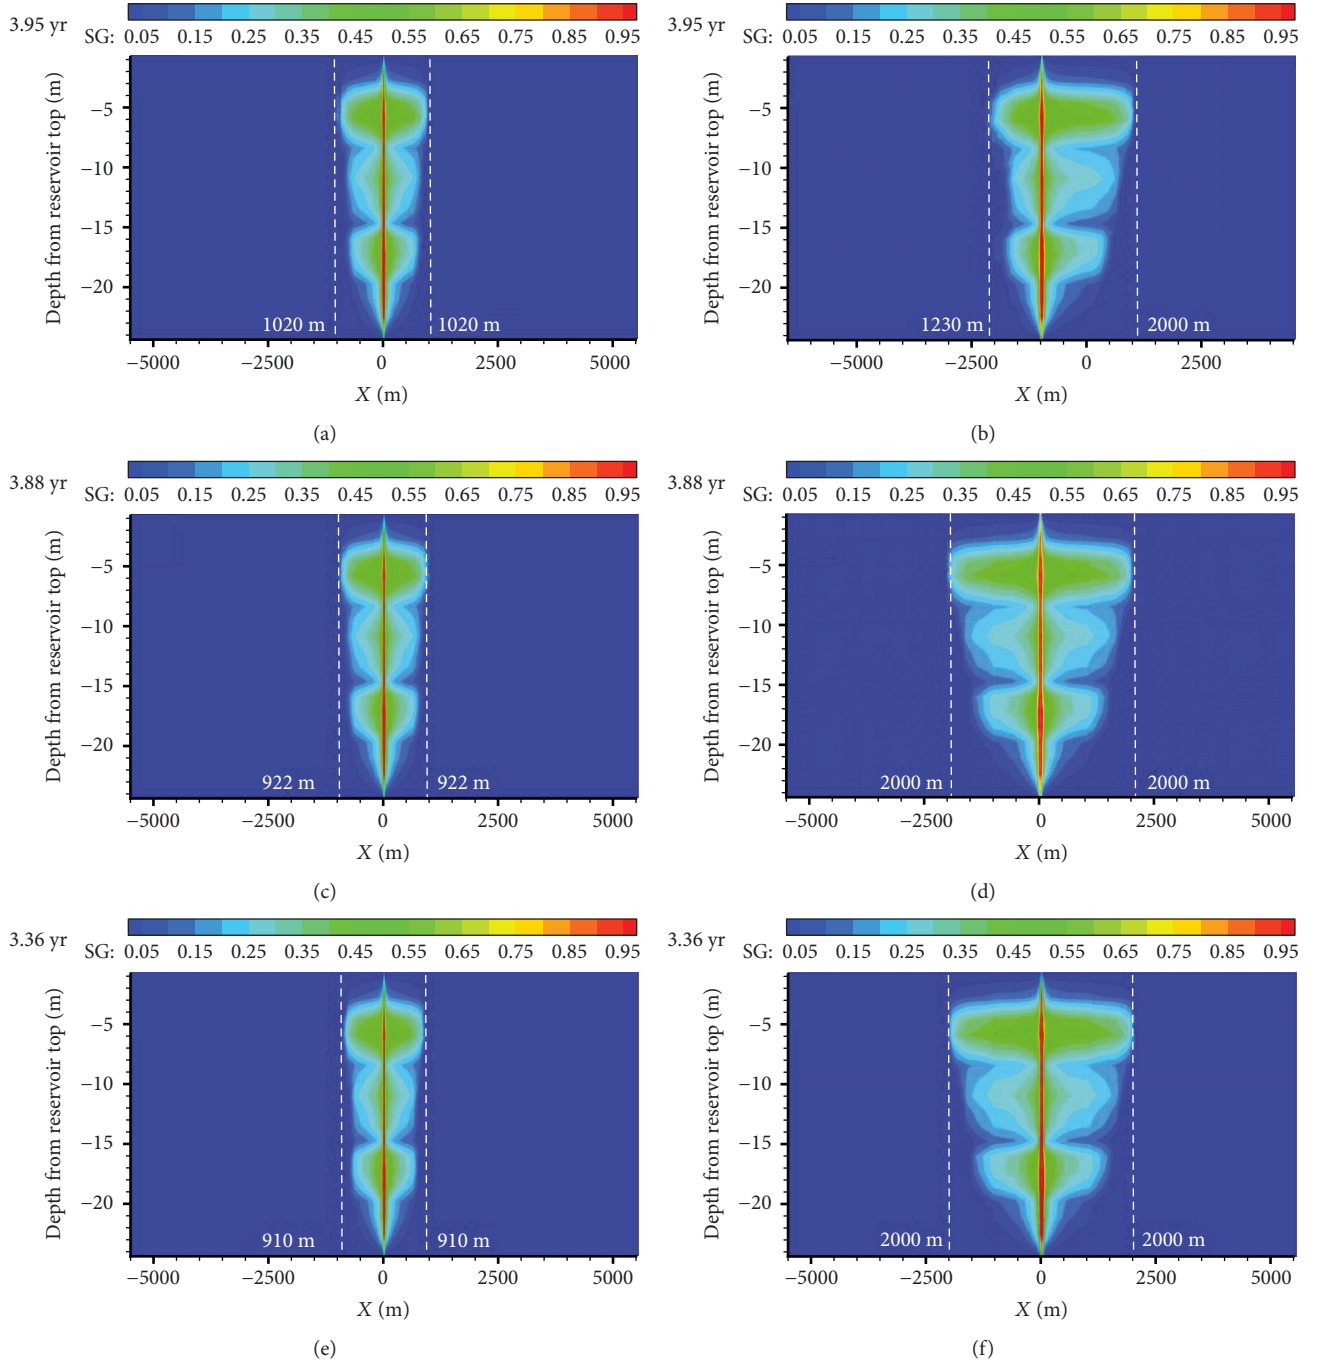 3.95 yr
SG: 0.05 0.15 0.25 0.35 0.45 0.55 0.65 0.75 0.85 0.95
Depth from reservoir top (m)
−5
−10
−15
−20
1020 m 1020 m
−5000 −2500 0 2500 5000
X (m)
(a)
3.95 yr
SG: 0.05 0.15 0.25 0.35 0.45 0.55 0.65 0.75 0.85 0.95
Depth from reservoir top (m)
−5
−10
−15
−20
1230 m 2000 m
−5000 −2500 0 2500
X (m)
(b)
3.88 yr
SG: 0.05 0.15 0.25 0.35 0.45 0.55 0.65 0.75 0.85 0.95
Depth from reservoir top (m)
−5
−10
−15
−20
922 m 922 m
−5000 −2500 0 2500 5000
X (m)
(c)
3.88 yr
SG: 0.05 0.15 0.25 0.35 0.45 0.55 0.65 0.75 0.85 0.95
Depth from reservoir top (m)
−5
−10
−15
−20
2000 m 2000 m
−5000 −2500 0 2500 5000
X (m)
(d)
3.36 yr
SG: 0.05 0.15 0.25 0.35 0.45 0.55 0.65 0.75 0.85 0.95
Depth from reservoir top (m)
−5
−10
−15
−20
910 m 910 m
−5000 −2500 0 2500 5000
X (m)
(e)
3.36 yr
SG: 0.05 0.15 0.25 0.35 0.45 0.55 0.65 0.75 0.85 0.95
Depth from reservoir top (m)
−5
−10
−15
−20
2000 m 2000 m
−5000 −2500 0 2500 5000
X (m)
(f)